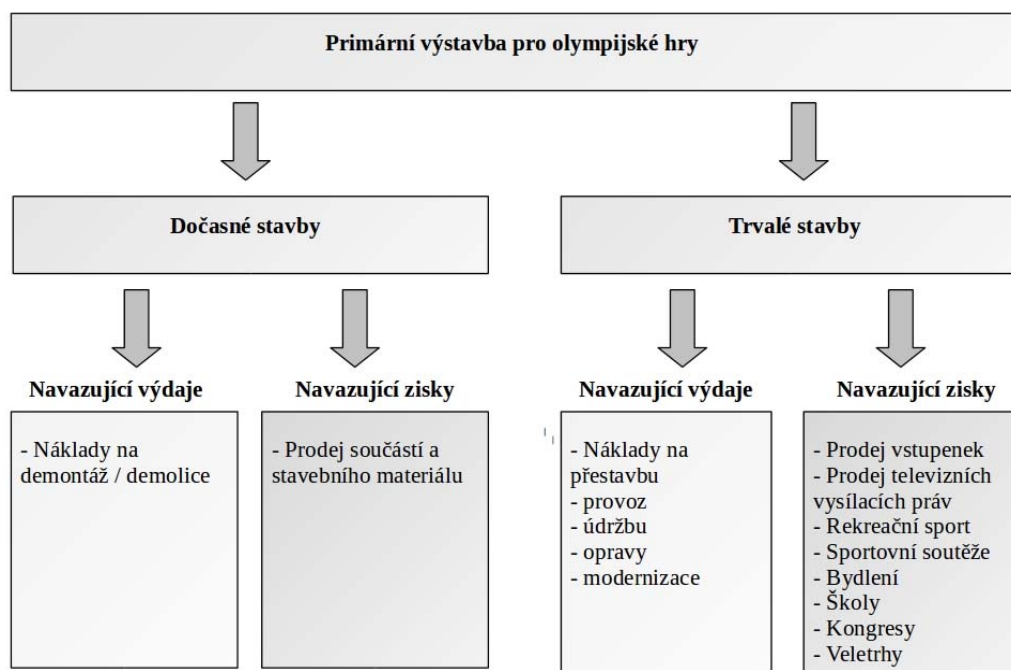 Primární výstavba pro olympijské hry
Dočasné stavby
Trvalé stavby
Navazující výdaje
- Náklady na
demontáž / demolice
Navazující zisky
- Prodej součástí a
stavebního materiálu
Navazující výdaje
- Náklady na
přestavbu
- provoz
- údržbu
- opravy
- modernizace
Navazující zisky
- Prodej vstupenek
- Prodej televizních
vysílacích práv
- Rekreační sport
- Sportovní soutěže
- Bydlení
- Školy
- Kongresy
- Veletrhy